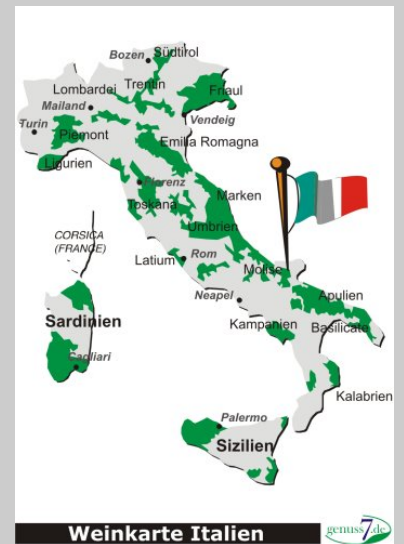 Bozen
Südtirol
Lombardei
Trentin
Friaul
Mailand
Turin
Vendeig
Piemont
Emilia Romagna
Ligurien
Florenz
Toskana
Marken
Umbrien
CORSICA
(FRANCE)
Latium
Rom
Molise
Neapel
Apulien
Sardinien
Kampanien
Basilicate
Cagliari
Kalabrien
Palermo
Sizilien
Weinkarte Italien
genuss7.de